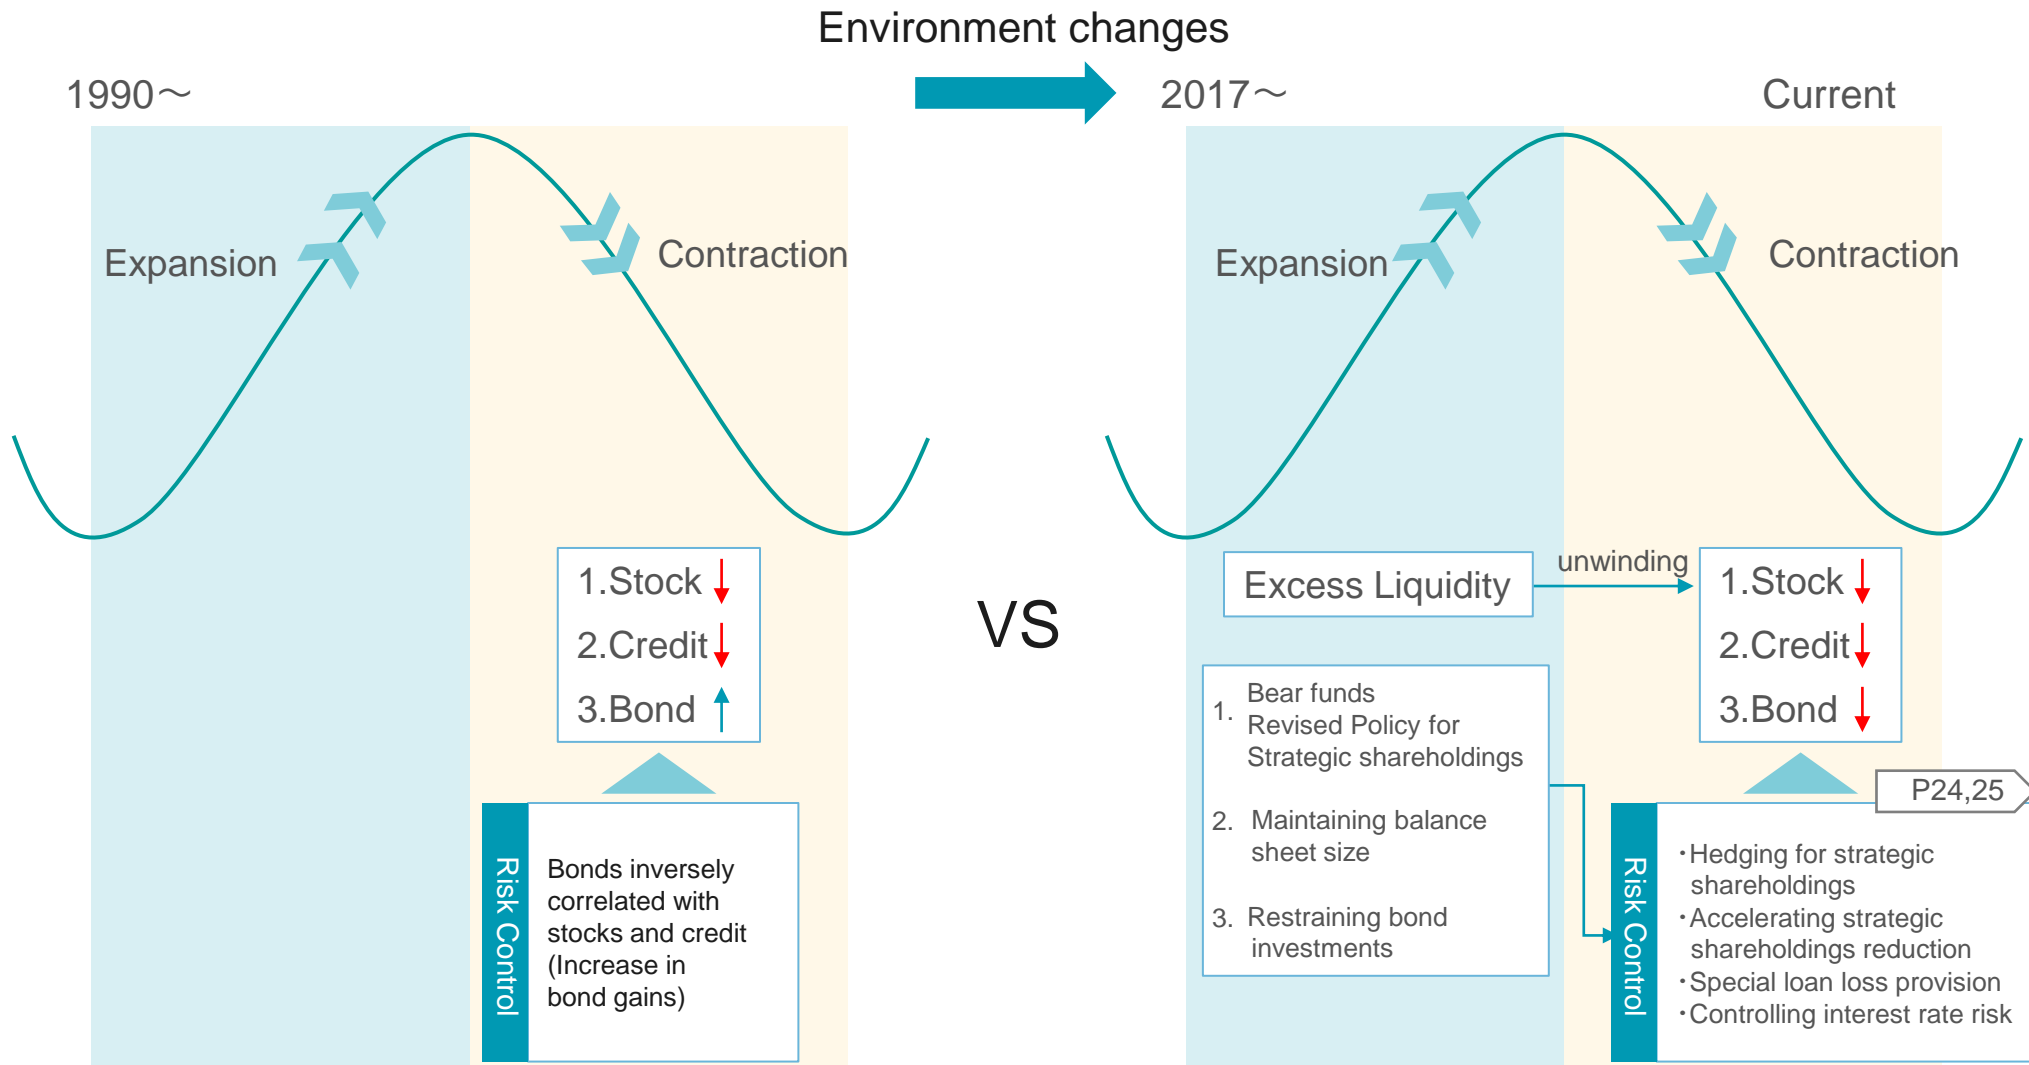 Environment changes
1990～
2017～
Current
Expansion
Contraction
1.Stock
2.Credit
3.Bond
Risk Control
Bonds inversely
correlated with
stocks and credit
(Increase in
bond gains)
VS
Expansion
Contraction
Excess Liquidity
unwinding
1.Stock
2.Credit
3.Bond
1. Bear funds
Revised Policy for
Strategic shareholdings
2. Maintaining balance
sheet size
3. Restraining bond
investments
P24,25
Risk Control
・Hedging for strategic
shareholdings
・Accelerating strategic
shareholdings reduction
・Special loan loss provision
・Controlling interest rate risk